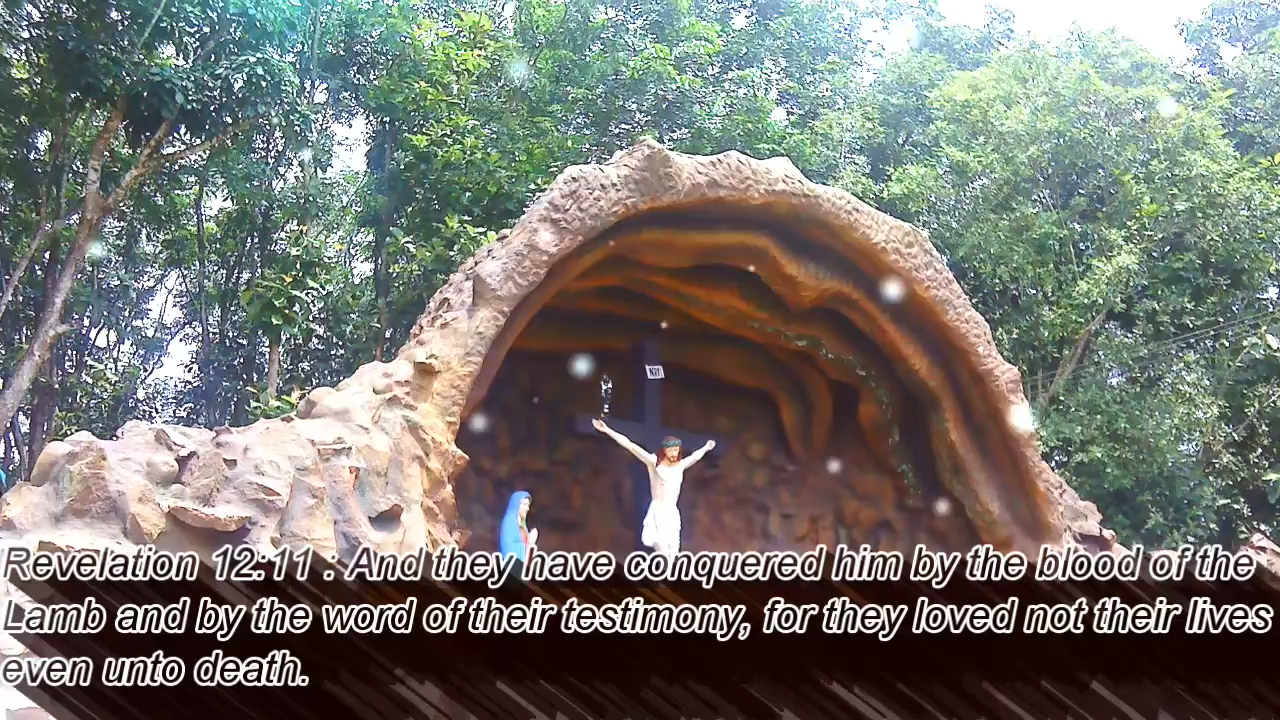 INRI
Revelation 12:11 : And they have conquered him by the blood of the
Lamb and by the word of their testimony, for they loved not their lives
even unto death.